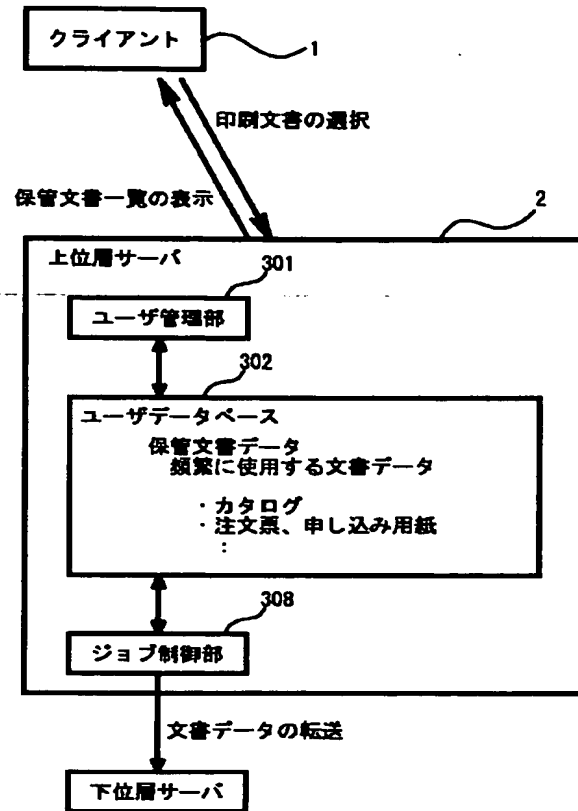 クライアント
1
印刷文書の選択
保管文書一覧の表示
2
上位層サーバ
301
ユーザ管理部
302
ユーザデータベース
保管文書データ
頻繁に使用する文書データ
・カタログ
・注文票、申し込み用紙
：
308
ジョブ制御部
文書データの転送
下位層サーバ